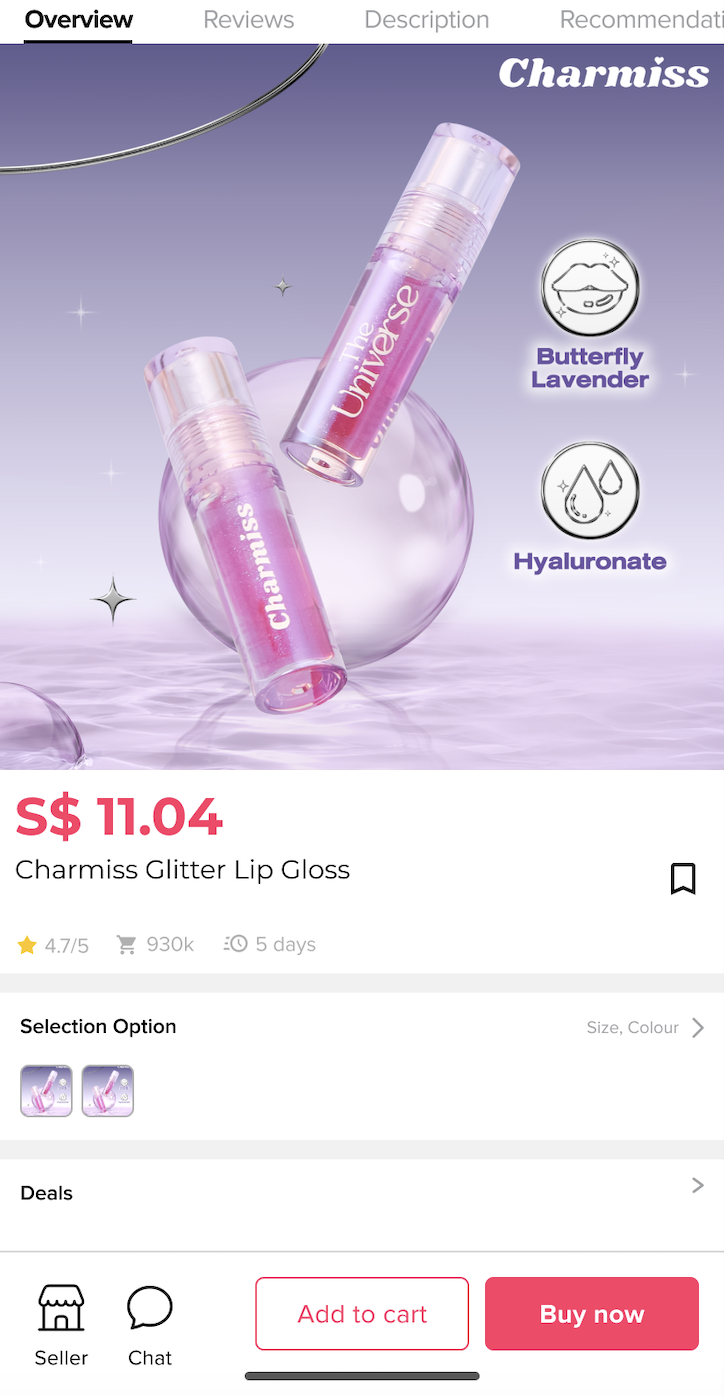 Overview Reviews Description Recommendati
Charmiss
The
Universe
Butterfly
Lavender
Charmiss
Hyaluronate
S$ 11.04
Charmiss Glitter Lip Gloss
4.7/5 930k 5 days
Selection Option Size, Colour
Deals
Add to cart Buy now
Seller Chat